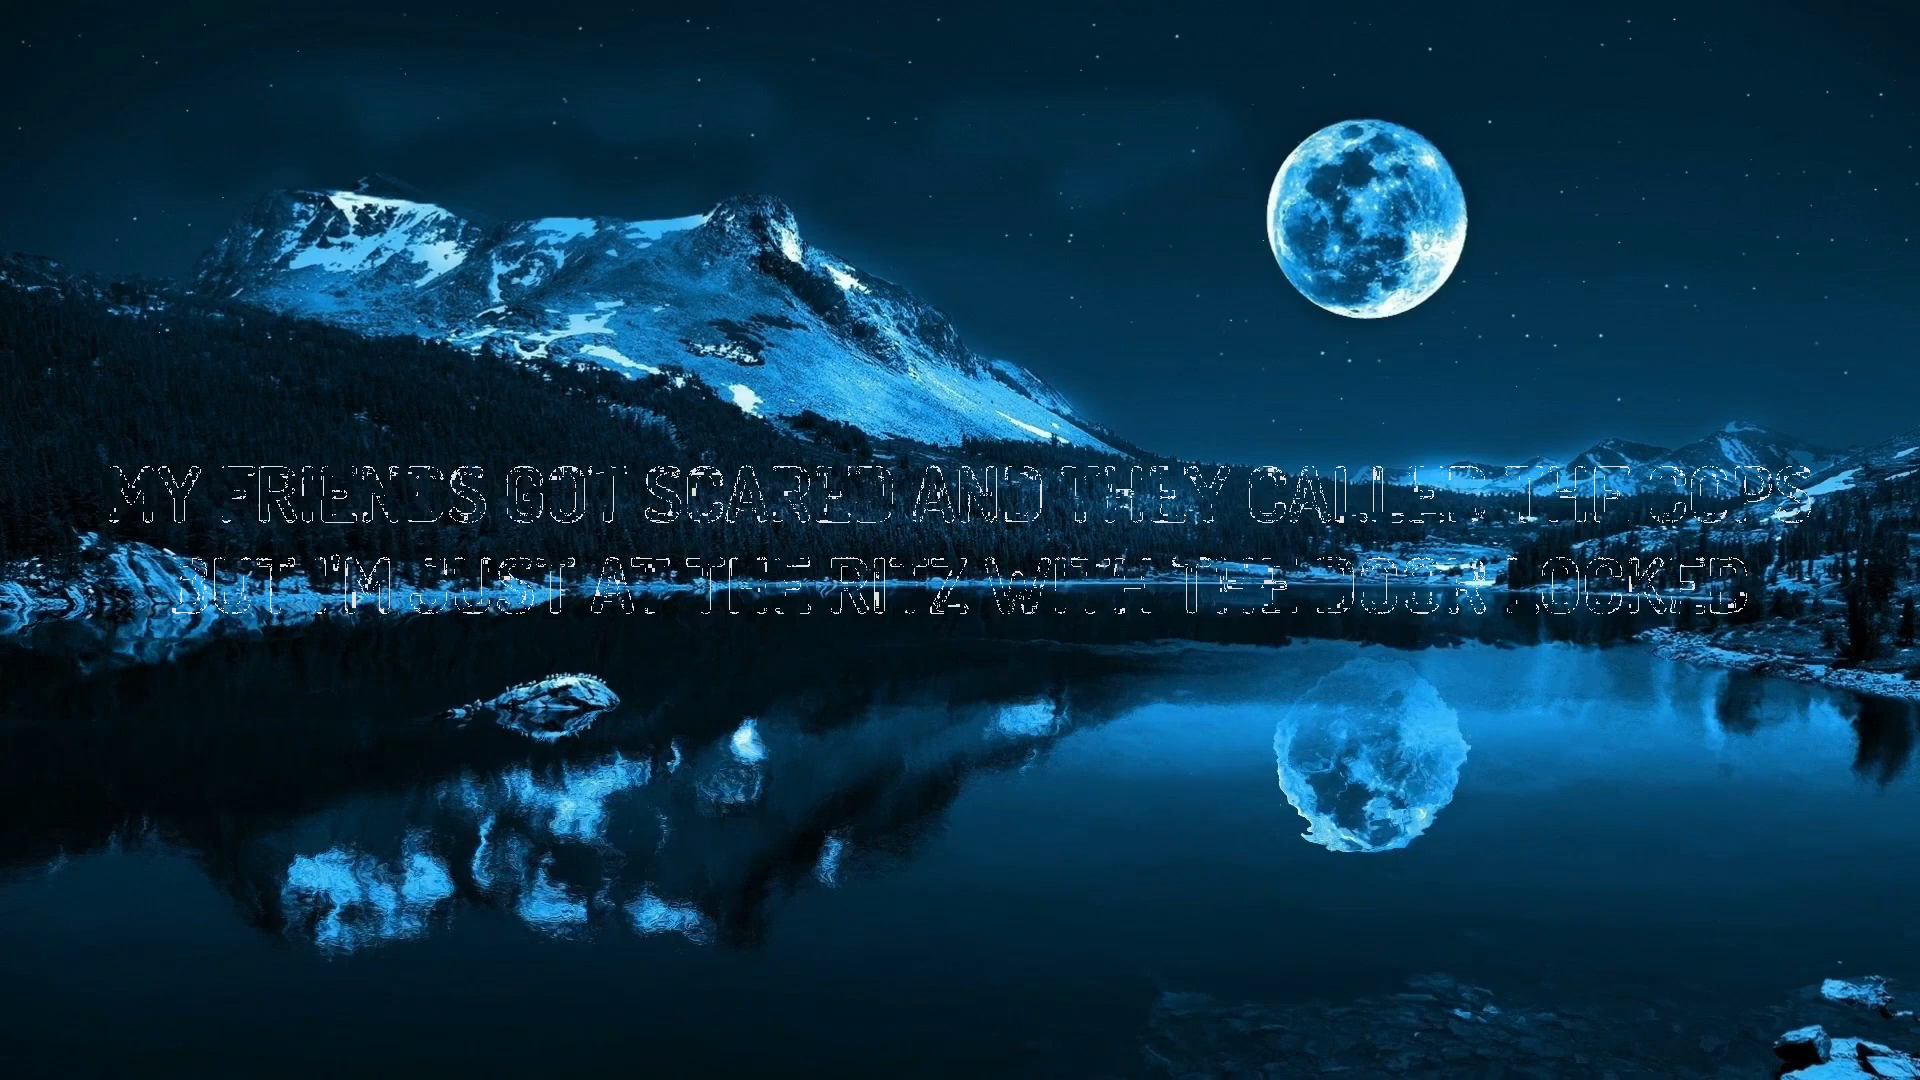 MY FRIENDS GOT SCARED AND THEY CALLED THE COPS
BUT I'M JUST AT THE RITZ WITH THE DOOR LOCKED